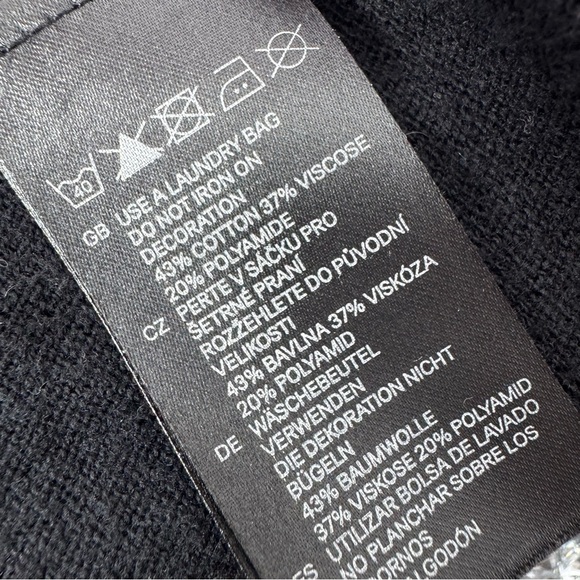 40
GB USE A LAUNDRY BAG
DO NOT IRON ON
DECORATION
43% COTTON 37% VISCOSE
20% POLYAMIDE
CZ PERTE V SÁČKU PRO
ŠETRNÉ PRANÍ
ROZŽEHLETE DO PŮVODNÍ
VELIKOSTI
43% BAVLNA 37% VISKÓZA
20% POLYAMID
DE WÄSCHEBEUTEL
VERWENDEN
DIE DEKORATION NICHT
BÜGELN
43% BAUMWOLLE
37% VISKOSE 20% POLYAMID
ES UTILIZAR BOLSA DE LAVADO
NO PLANCHAR SOBRE LOS
ORNOS
ALGODÓN